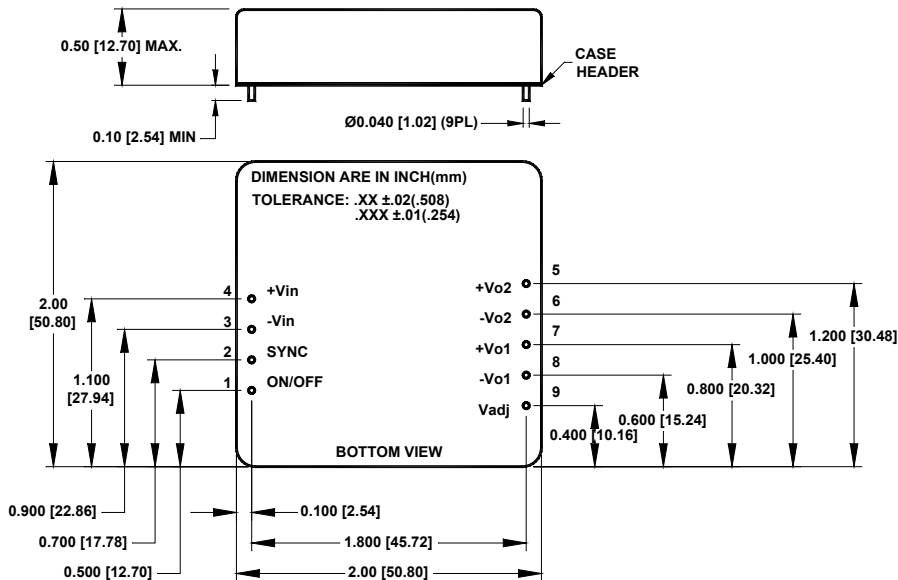 0.50 [12.70] MAX.
CASE
HEADER
0.10 [2.54] MIN
Ø0.040 [1.02] (9PL)
DIMENSION ARE IN INCH(mm)
TOLERANCE: .XX ±.02(.508)
.XXX ±.01(.254)
2.00
[50.80]
1.100
[27.94]
4 +Vin
3 -Vin
2 SYNC
1 ON/OFF
+Vo2 5
-Vo2 6
+Vo1 7
-Vo1 8
Vadj 9
1.200 [30.48]
1.000 [25.40]
0.800 [20.32]
0.600 [15.24]
0.400 [10.16]
BOTTOM VIEW
0.900 [22.86]
0.100 [2.54]
0.700 [17.78]
1.800 [45.72]
0.500 [12.70]
2.00 [50.80]